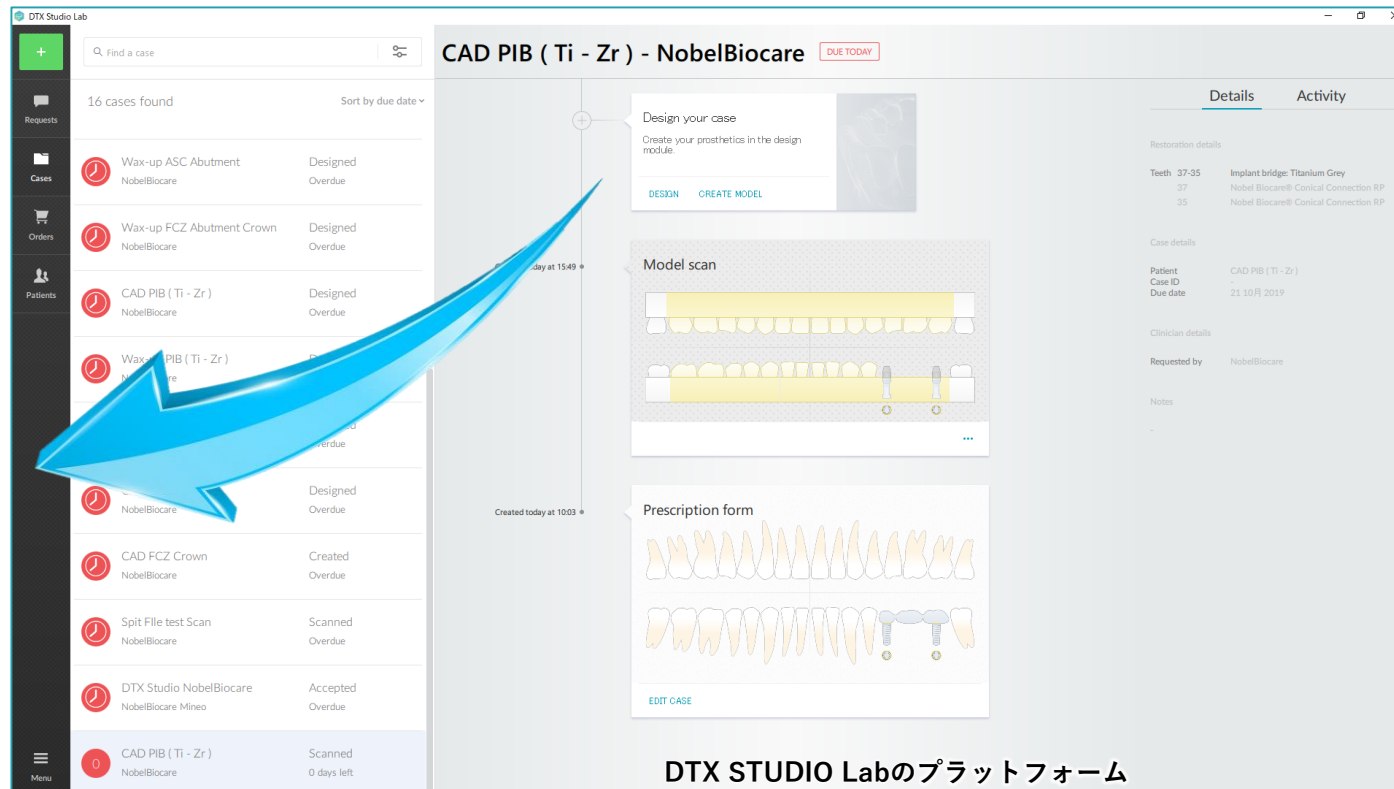 DTX Studio Lab
Find a case
CAD PIB ( Ti - Zr ) - NobelBiocare
DUE TODAY
Requests
Cases
Orders
Patients
Menu
16 cases found
Sort by due date
Wax-up ASC Abutment
Designed
NobelBiocare
Overdue
Wax-up FCZ Abutment Crown
Designed
NobelBiocare
Overdue
CAD PIB ( Ti - Zr )
Designed
NobelBiocare
Overdue
PIB ( Ti - Zr )
Designed
NobelBiocare
Overdue
CAD FCZ Crown
Created
NobelBiocare
Overdue
Spit FIle test Scan
Scanned
NobelBiocare
Overdue
DTX Studio NobelBiocare
Accepted
NobelBiocare Mineo
Overdue
0
CAD PIB ( Ti - Zr )
Scanned
NobelBiocare
0 days left
Design your case
Create your prosthetics in the design
module.
DESIGN
CREATE MODEL
at 15:49
Model scan
Created today at 10:03
Prescription form
EDIT CASE
Details
Activity
Restoration details
Teeth 37-35
Implant bridge: Titanium Grey
37
Nobel Biocare® Conical Connection RP
35
Nobel Biocare® Conical Connection RP
Case details
Patient
CAD PIB ( Ti - Zr )
Case ID
-
Due date
21 10月 2019
Clinician details
Requested by
NobelBiocare
Notes
-
DTX STUDIO Labのプラットフォーム